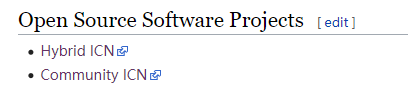 Open Source Software Projects [ edit ]
Hybrid ICN
Community ICN